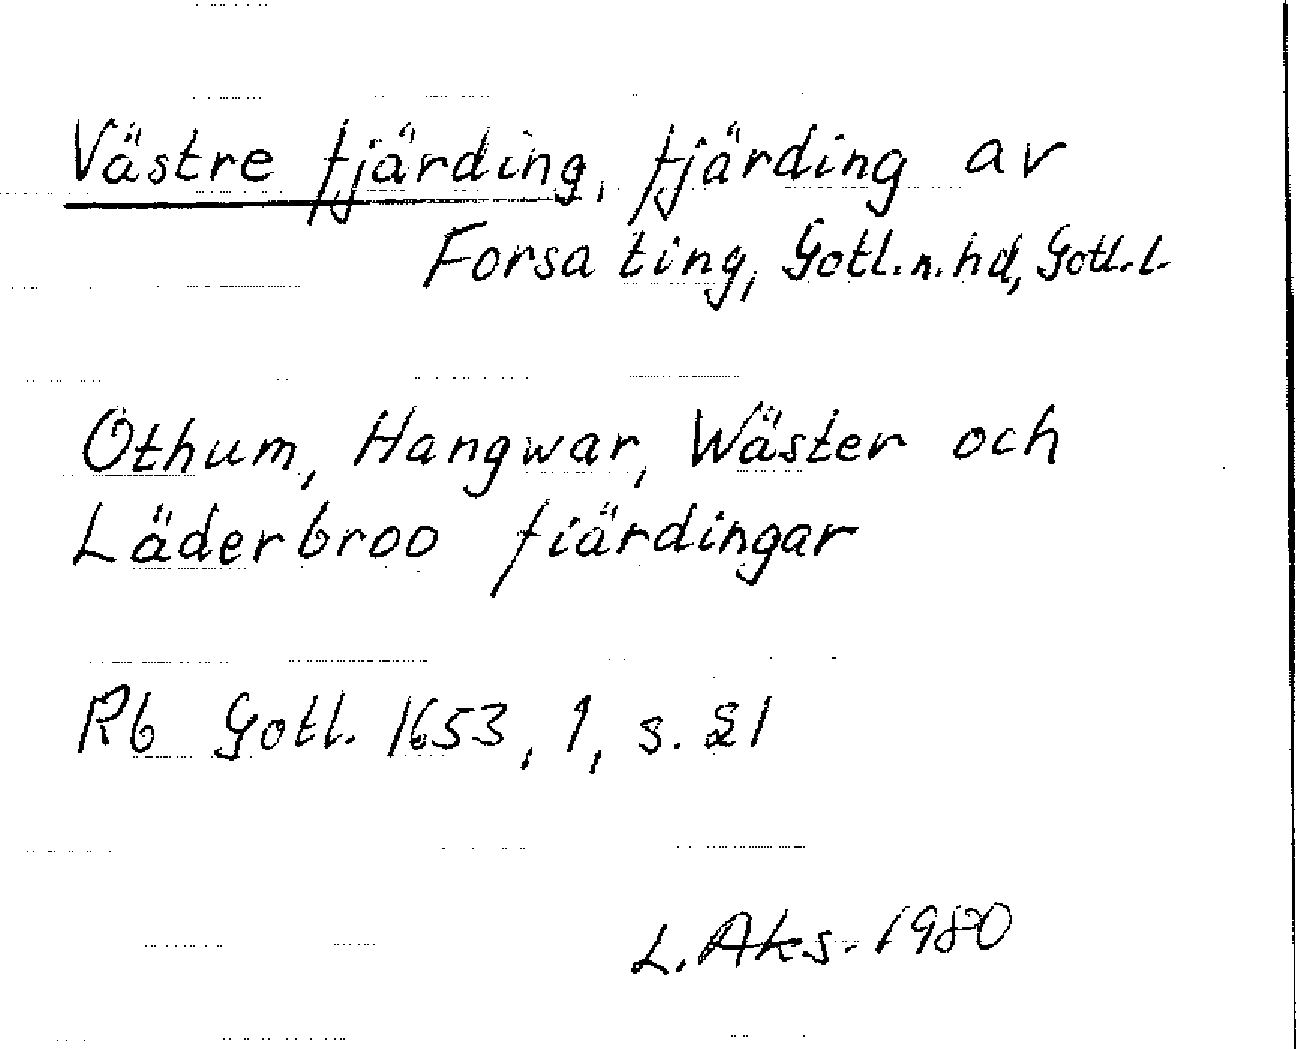 Västre fjärding, fjärding av
Forsa ting, Gotl.n.hd, Gotl.l.
Othum, Hangwar, Wäster och
Läderbroo fiärdingar
Rb Gotl. 1653, 1, s. 21
L. Aks. 1980